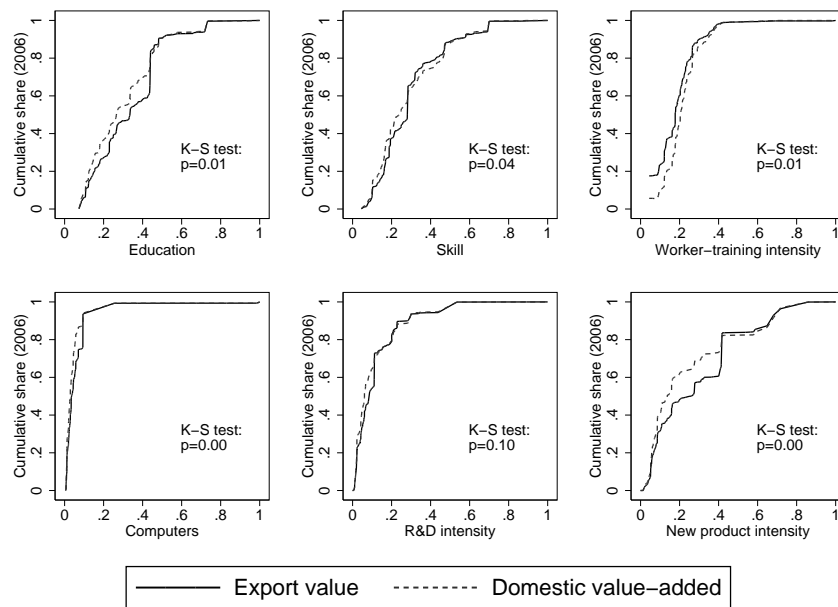 Cumulative share (2006)
0 .2 .4 .6 .8 1
K−S test:
p=0.01
0 .2 .4 .6 .8 1
Education
Cumulative share (2006)
0 .2 .4 .6 .8 1
K−S test:
p=0.04
0 .2 .4 .6 .8 1
Skill
Cumulative share (2006)
0 .2 .4 .6 .8 1
K−S test:
p=0.01
0 .2 .4 .6 .8 1
Worker−training intensity
Cumulative share (2006)
0 .2 .4 .6 .8 1
K−S test:
p=0.00
0 .2 .4 .6 .8 1
Computers
Cumulative share (2006)
0 .2 .4 .6 .8 1
K−S test:
p=0.10
0 .2 .4 .6 .8 1
R&D intensity
Cumulative share (2006)
0 .2 .4 .6 .8 1
K−S test:
p=0.00
0 .2 .4 .6 .8 1
New product intensity
Export value
Domestic value−added